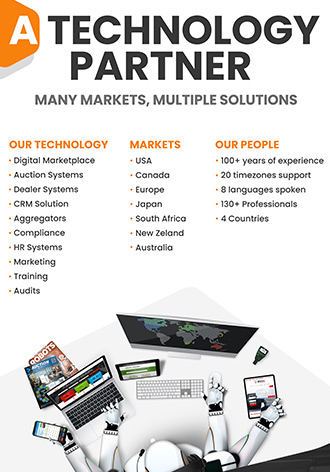 A TECHNOLOGY
PARTNER
MANY MARKETS, MULTIPLE SOLUTIONS
OUR TECHNOLOGY
• Digital Marketplace
• Auction Systems
• Dealer Systems
• CRM Solution
• Aggregators
• Compliance
• HR Systems
• Marketing
• Training
• Audits
MARKETS
• USA
• Canada
• Europe
• Japan
• South Africa
• New Zeland
• Australia
OUR PEOPLE
• 100+ years of experience
• 20 timezones support
• 8 languages spoken
• 130+ Professionals
• 4 Countries
ROBOTS
AUCTION